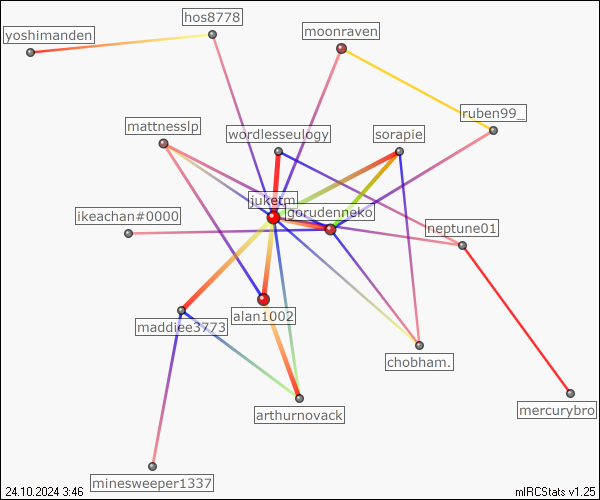 hos8778
yoshimanden
moonraven
ruben99_
mattnesslp
wordlesseulogy
sorapie
juketm
gorudenneko
ikeachan#0000
neptune01
alan1002
maddiee3773
chobham.
arthurnovack
mercurybro
minesweeper1337
24.10.2024 3:46
mIRCStats v1.25